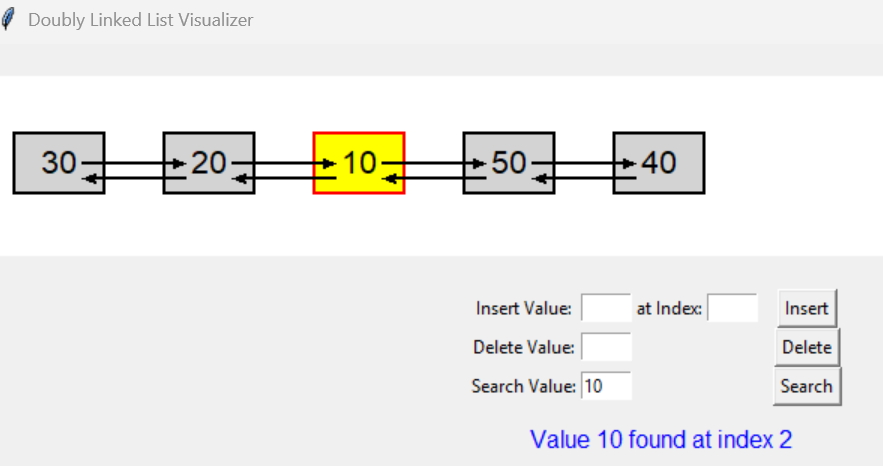 Doubly Linked List Visualizer
30 20 10 50 40
Insert Value: at Index: Insert
Delete Value: Delete
Search Value: 10 Search
Value 10 found at index 2